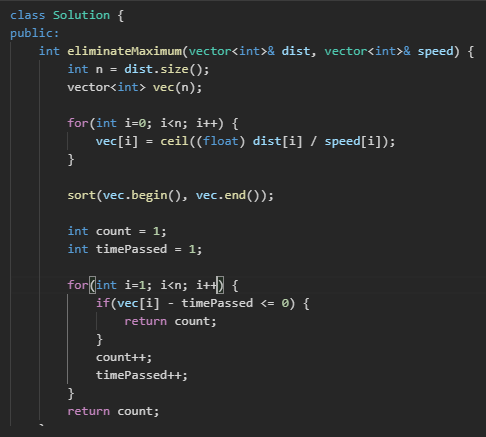 class Solution {
public:
    int eliminateMaximum(vector<int>& dist, vector<int>& speed) {
        int n = dist.size();
        vector<int> vec(n);

        for(int i=0; i<n; i++) {
            vec[i] = ceil((float) dist[i] / speed[i]);
        }

        sort(vec.begin(), vec.end());

        int count = 1;
        int timePassed = 1;

        for(int i=1; i<n; i++) {
            if(vec[i] - timePassed <= 0) {
                return count;
            }
            count++;
            timePassed++;
        }
        return count;